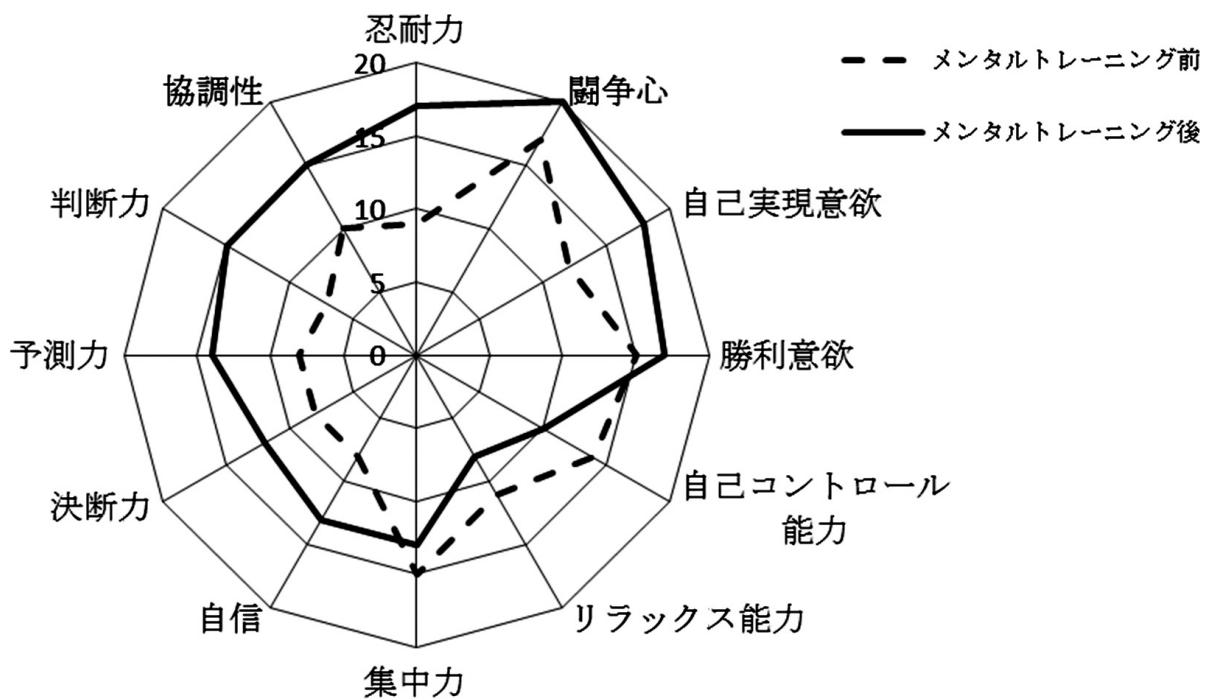 忍耐力
闘争心
自己実現意欲
勝利意欲
自己コントロール
能力
リラックス能力
集中力
自信
決断力
予測力
判断力
協調性
20
15
10
5
0
メンタルトレーニング前
メンタルトレーニング後